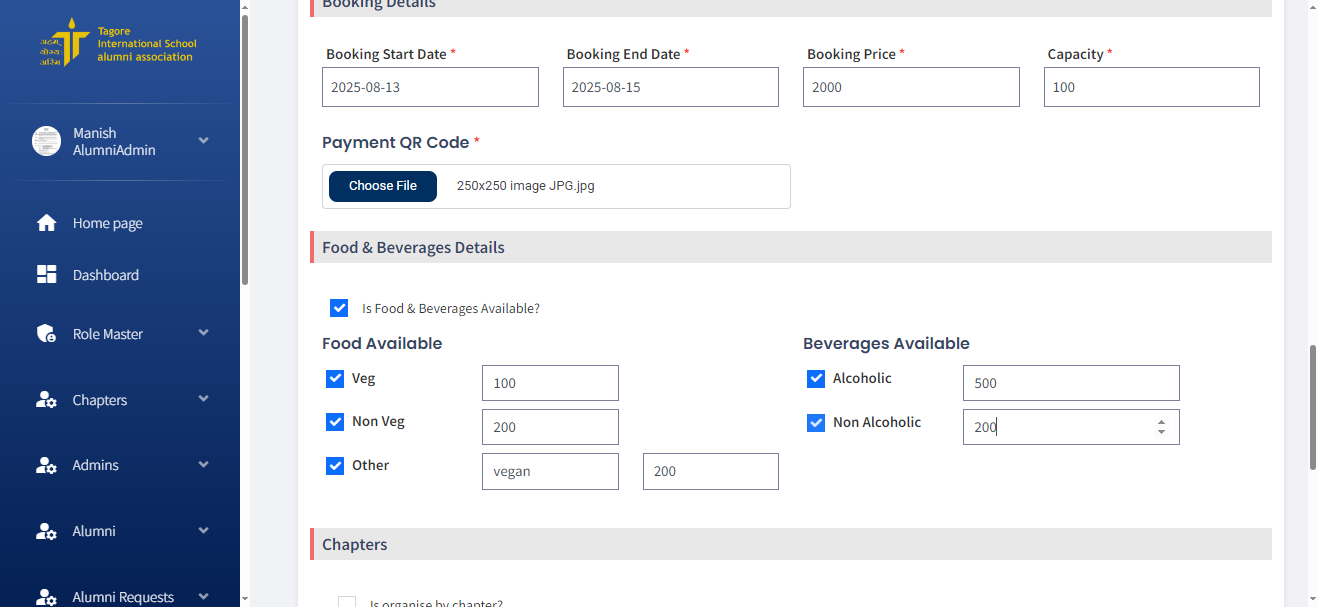 Tagore
International School
alumni association
अहम्
योग्यः
अस्मि
Manish
AlumniAdmin
Home page
Dashboard
Role Master
Chapters
Admins
Alumni
Alumni Requests
Booking Details
Booking Start Date * Booking End Date * Booking Price * Capacity *
2025-08-13 2025-08-15 2000 100
Payment QR Code *
Choose File 250x250 image JPG.jpg
Food & Beverages Details
Is Food & Beverages Available?
Food Available Beverages Available
Veg 100 Alcoholic 500
Non Veg 200 Non Alcoholic 200
Other vegan 200
Chapters
Is organise by chapter?